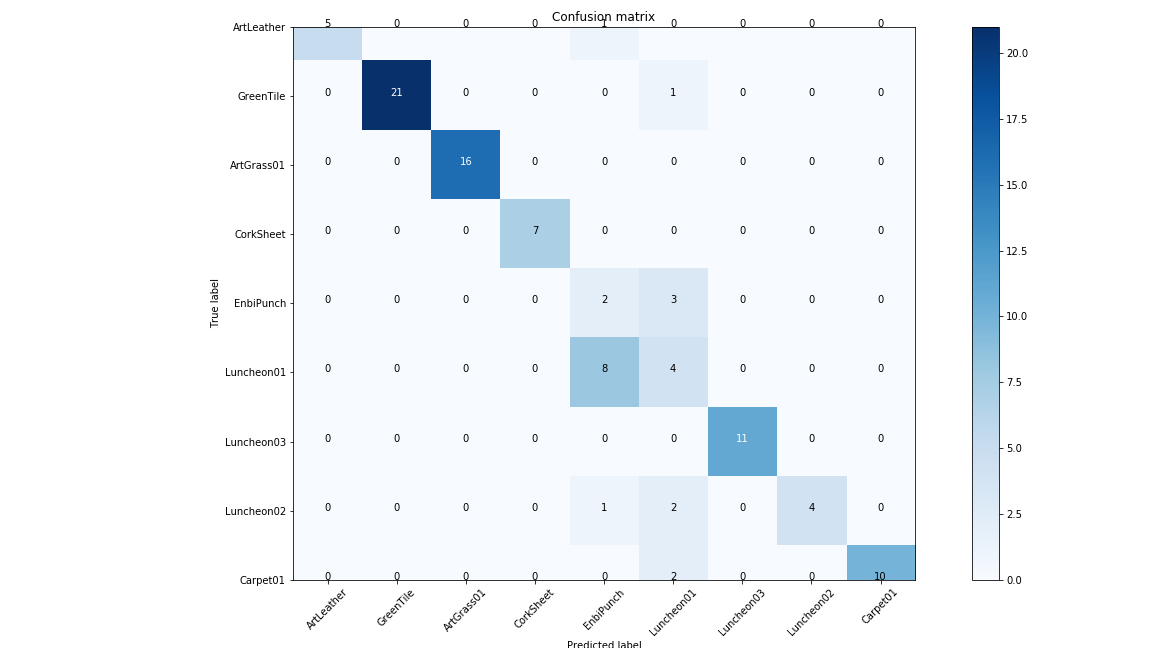 Confusion matrix
ArtLeather 5 0 0 0 1 0 0 0 0
GreenTile 0 21 0 0 0 1 0 0 0
ArtGrass01 0 0 16 0 0 0 0 0 0
CorkSheet 0 0 0 7 0 0 0 0 0
EnbiPunch 0 0 0 0 2 3 0 0 0
Luncheon01 0 0 0 0 8 4 0 0 0
Luncheon03 0 0 0 0 0 0 11 0 0
Luncheon02 0 0 0 0 1 2 0 4 0
Carpet01 0 0 0 0 0 2 0 0 10
True label
ArtLeather GreenTile ArtGrass01 CorkSheet EnbiPunch Luncheon01 Luncheon03 Luncheon02 Carpet01
Predicted label
20.0
17.5
15.0
12.5
10.0
7.5
5.0
2.5
0.0